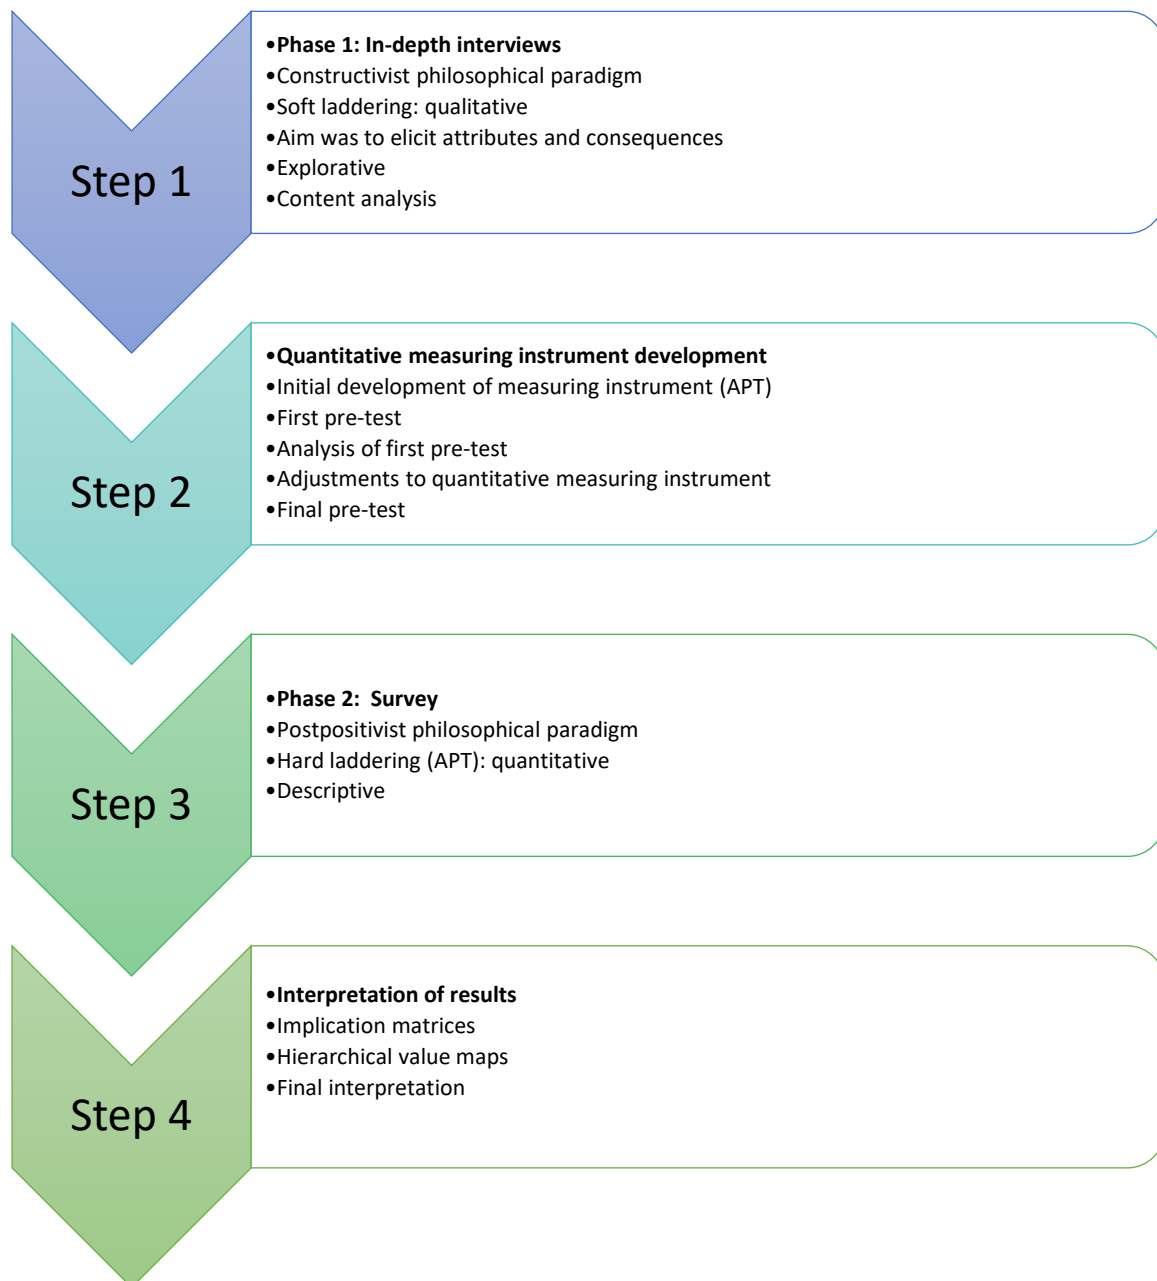 Step 1
•Phase 1: In-depth interviews
•Constructivist philosophical paradigm
•Soft laddering: qualitative
•Aim was to elicit attributes and consequences
•Explorative
•Content analysis
Step 2
•Quantitative measuring instrument development
•Initial development of measuring instrument (APT)
•First pre-test
•Analysis of first pre-test
•Adjustments to quantitative measuring instrument
•Final pre-test
Step 3
•Phase 2:  Survey
•Postpositivist philosophical paradigm
•Hard laddering (APT): quantitative
•Descriptive
Step 4
•Interpretation of results
•Implication matrices
•Hierarchical value maps
•Final interpretation